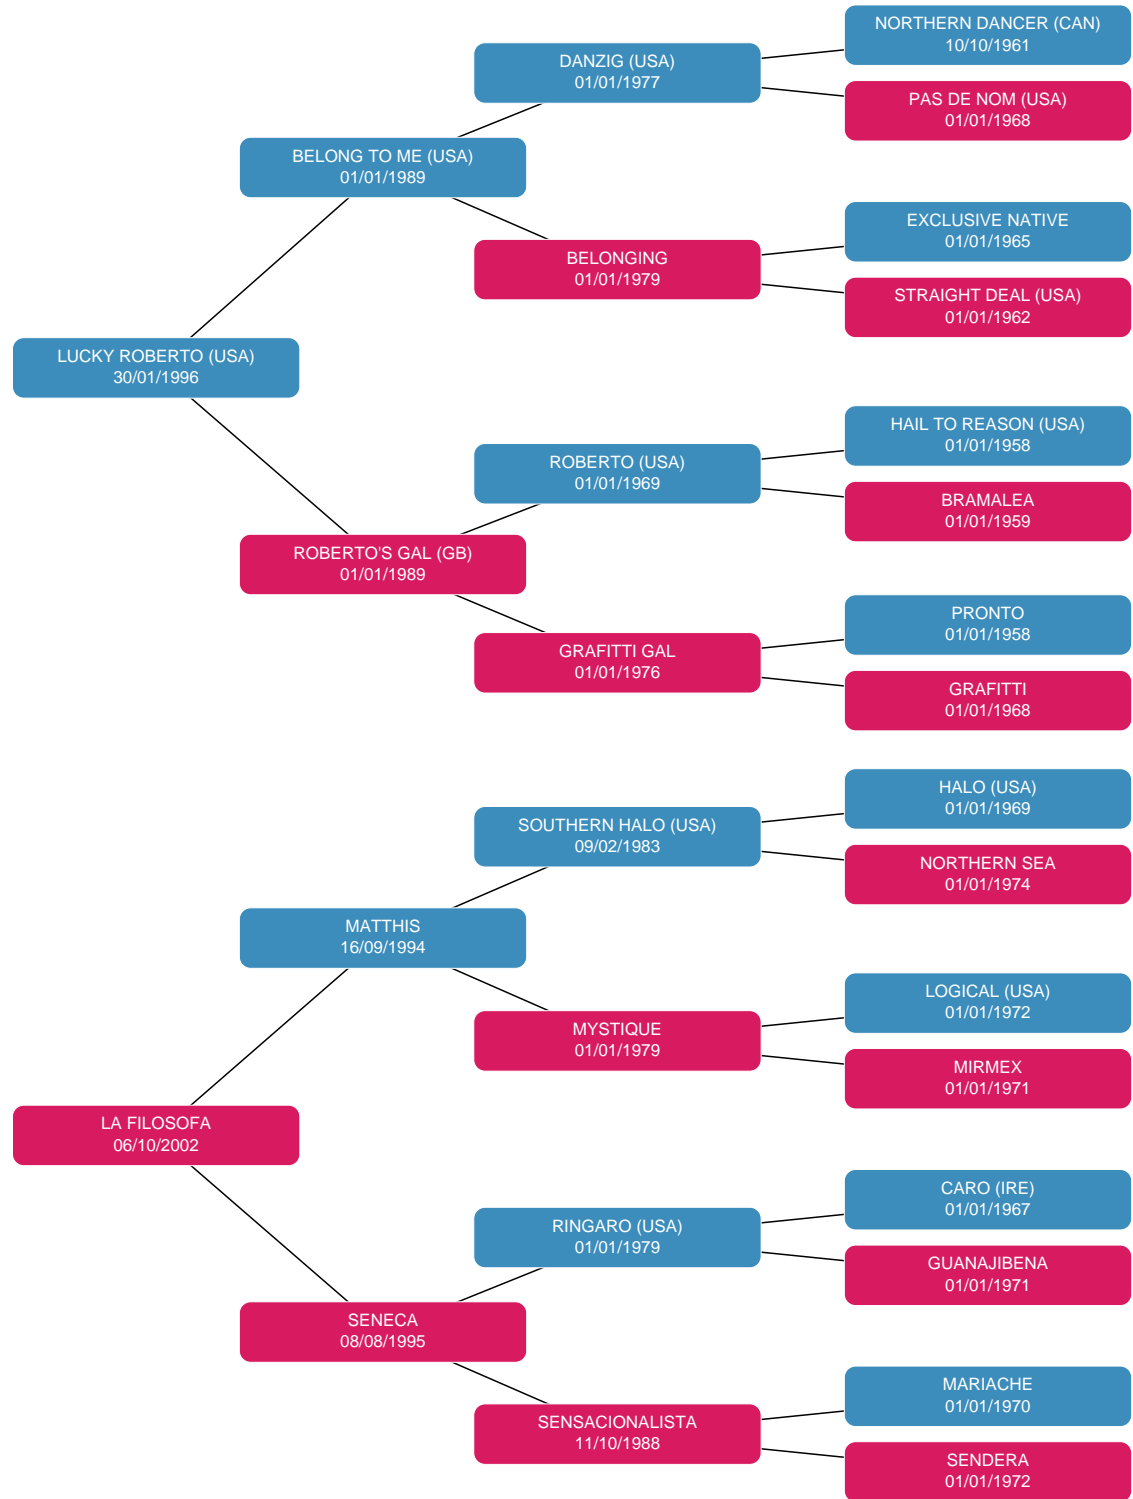 NORTHERN DANCER (CAN)
10/10/1961
DANZIG (USA)
01/01/1977
PAS DE NOM (USA)
01/01/1968
BELONG TO ME (USA)
01/01/1989
EXCLUSIVE NATIVE
01/01/1965
BELONGING
01/01/1979
STRAIGHT DEAL (USA)
01/01/1962
LUCKY ROBERTO (USA)
30/01/1996
HAIL TO REASON (USA)
01/01/1958
ROBERTO (USA)
01/01/1969
BRAMALEA
01/01/1959
ROBERTO'S GAL (GB)
01/01/1989
PRONTO
01/01/1958
GRAFITTI GAL
01/01/1976
GRAFITTI
01/01/1968
HALO (USA)
01/01/1969
SOUTHERN HALO (USA)
09/02/1983
NORTHERN SEA
01/01/1974
MATTHIS
16/09/1994
LOGICAL (USA)
01/01/1972
MYSTIQUE
01/01/1979
MIRMEX
01/01/1971
LA FILOSOFA
06/10/2002
CARO (IRE)
01/01/1967
RINGARO (USA)
01/01/1979
GUANAJIBENA
01/01/1971
SENECA
08/08/1995
MARIACHE
01/01/1970
SENSACIONALISTA
11/10/1988
SENDERA
01/01/1972